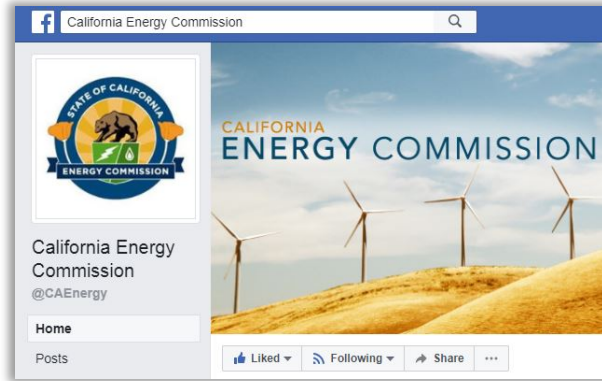 California Energy Commission
STATE OF CALIFORNIA
ENERGY COMMISSION
CALIFORNIA
ENERGY COMMISSION
California Energy
Commission
@CAEnergy
Home
Posts
Liked
Following
Share